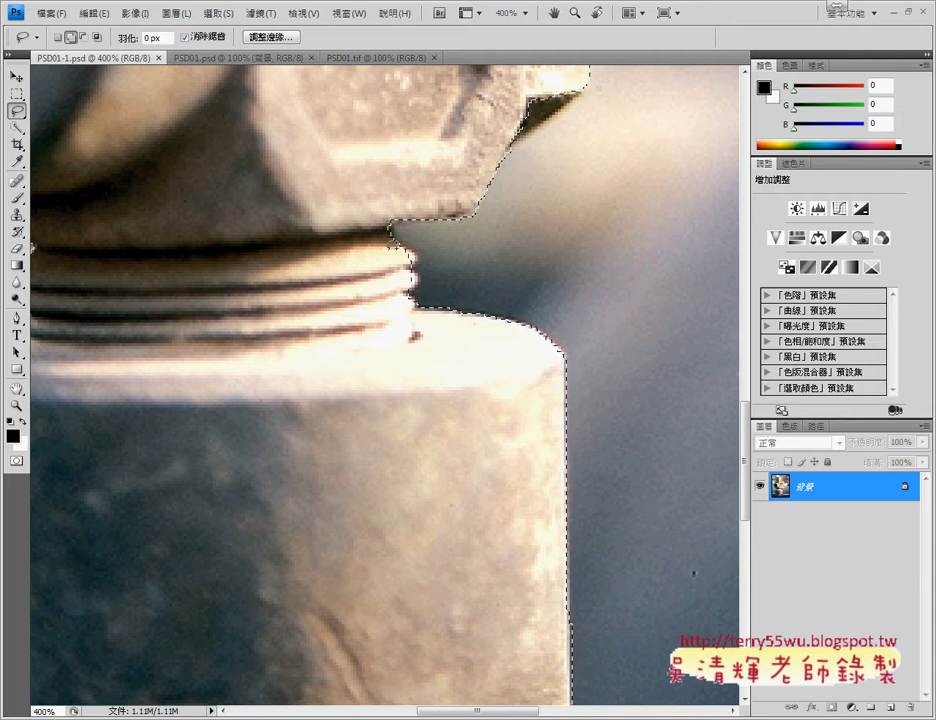 Ps 檔案(F) 編輯(E) 影像(I) 圖層(L) 選取(S) 濾鏡(T) 檢視(V) 視窗(W) 說明(H) Br 400% 基本功能
羽化: 0 px 消除鋸齒 調整邊緣...
PSD01-1.psd @ 400% (RGB/8) PSD01.psd @ 100% (背景, RGB/8) PSD01.tif @ 100% (RGB/8)
顏色 色票 樣式
R 0
G 0
B 0
調整 遮色片
增加調整
「色階」預設集
「曲線」預設集
「曝光度」預設集
「色相/飽和度」預設集
「黑白」預設集
「色版混合器」預設集
「選取顏色」預設集
圖層 色版 路徑
正常 不透明度: 100%
鎖定: 填滿: 100%
背景
http://terry55wu.blogspot.tw
吳清輝老師錄製
400% 文件: 1.11M/1.11M